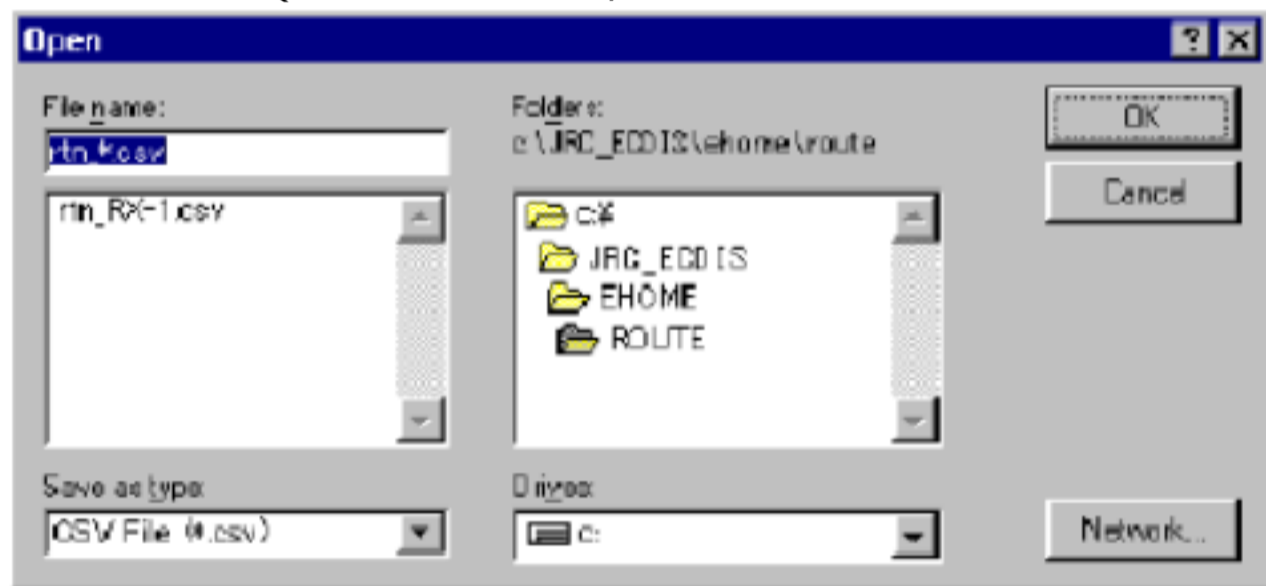 Open
File name:
rtn_*.csv
rtn_RX-1.csv
Save as type:
CSV File (*.csv)
Folders:
c:\JRC_ECDIS\ehome\route
c:¥
JRC_ECDIS
EHOME
ROUTE
Drives:
c:
OK
Cancel
Network...